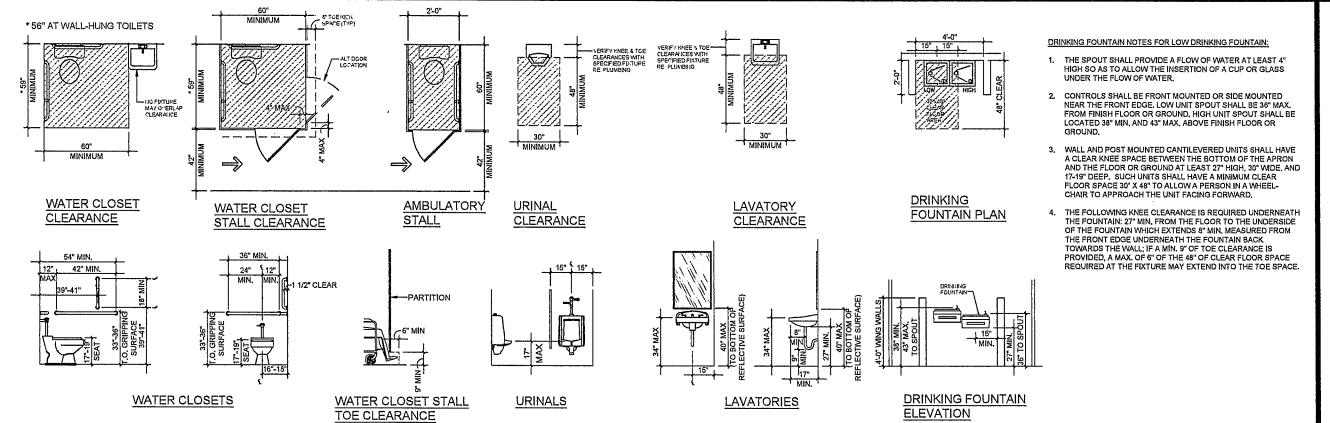 * 56" AT WALL-HUNG TOILETS
* 59"
MINIMUM
60"
MINIMUM
NO FIXTURE
MAY OVERLAP
CLEARANCE
WATER CLOSET
CLEARANCE
60"
MINIMUM
6" TOE KICK
SPACE (TYP)
ALT DOOR
LOCATION
* 59"
MINIMUM
42"
MINIMUM
4" MAX
4" MAX
WATER CLOSET
STALL CLEARANCE
2'-0"
60"
MINIMUM
42"
MINIMUM
AMBULATORY
STALL
VERIFY KNEE & TOE
CLEARANCES WITH
SPECIFIED FIXTURE
RE: PLUMBING
48"
MINIMUM
30"
MINIMUM
URINAL
CLEARANCE
VERIFY KNEE & TOE
CLEARANCES WITH
SPECIFIED FIXTURE
RE: PLUMBING
48"
MINIMUM
30"
MINIMUM
LAVATORY
CLEARANCE
4'-0"
15" 15"
2'-0"
LOW HIGH
CLEAR
FLOOR
AREA
48" CLEAR
DRINKING
FOUNTAIN PLAN
DRINKING FOUNTAIN NOTES FOR LOW DRINKING FOUNTAIN:
1. THE SPOUT SHALL PROVIDE A FLOW OF WATER AT LEAST 4"
HIGH SO AS TO ALLOW THE INSERTION OF A CUP OR GLASS
UNDER THE FLOW OF WATER.
2. CONTROLS SHALL BE FRONT MOUNTED OR SIDE MOUNTED
NEAR THE FRONT EDGE. LOW UNIT SPOUT SHALL BE 36" MAX.
FROM FINISH FLOOR OR GROUND. HIGH UNIT SPOUT SHALL BE
LOCATED 38" MIN. AND 43" MAX. ABOVE FINISH FLOOR OR
GROUND.
3. WALL AND POST MOUNTED CANTILEVERED UNITS SHALL HAVE
A CLEAR KNEE SPACE BETWEEN THE BOTTOM OF THE APRON
AND THE FLOOR OR GROUND AT LEAST 27" HIGH, 30" WIDE, AND
17-19" DEEP. SUCH UNITS SHALL HAVE A MINIMUM CLEAR
FLOOR SPACE 30" X 48" TO ALLOW A PERSON IN A WHEEL-
CHAIR TO APPROACH THE UNIT FACING FORWARD.
4. THE FOLLOWING KNEE CLEARANCE IS REQUIRED UNDERNEATH
THE FOUNTAIN: 27" MIN. FROM THE FLOOR TO THE UNDERSIDE
OF THE FOUNTAIN WHICH EXTENDS 8" MIN. MEASURED FROM
THE FRONT EDGE UNDERNEATH THE FOUNTAIN BACK
TOWARDS THE WALL; IF A MIN. 9" OF TOE CLEARANCE IS
PROVIDED, A MAX. OF 6" OF THE 48" OF CLEAR FLOOR SPACE
REQUIRED AT THE FIXTURE MAY EXTEND INTO THE TOE SPACE.
54" MIN.
12"
MAX
42" MIN.
39"-41"
18" MIN.
17"-19"
SEAT
33"-36"
T.O. GRIPPING
SURFACE
39"-41"
36" MIN.
24"
MIN.
12"
MIN.
1 1/2" CLEAR
33"-36"
T.O. GRIPPING
SURFACE
17"-19"
SEAT
16"-18"
WATER CLOSETS
PARTITION
6" MIN
MIN
WATER CLOSET STALL
TOE CLEARANCE
15" 15"
17"
MAX
URINALS
34" MAX
40" MAX
TO BOTTOM OF
REFLECTIVE SURFACE)
15"
34" MAX
8"
MIN.
9"
MIN.
17"
MIN.
27" MIN.
40" MAX
(TO BOTTOM OF
REFLECTIVE SURFACE)
LAVATORIES
4'-0" WING WALLS
38" MIN.
43" MAX.
TO SPOUT
DRINKING
FOUNTAIN
MIN.
27" MIN.
36" TO SPOUT
DRINKING FOUNTAIN
ELEVATION